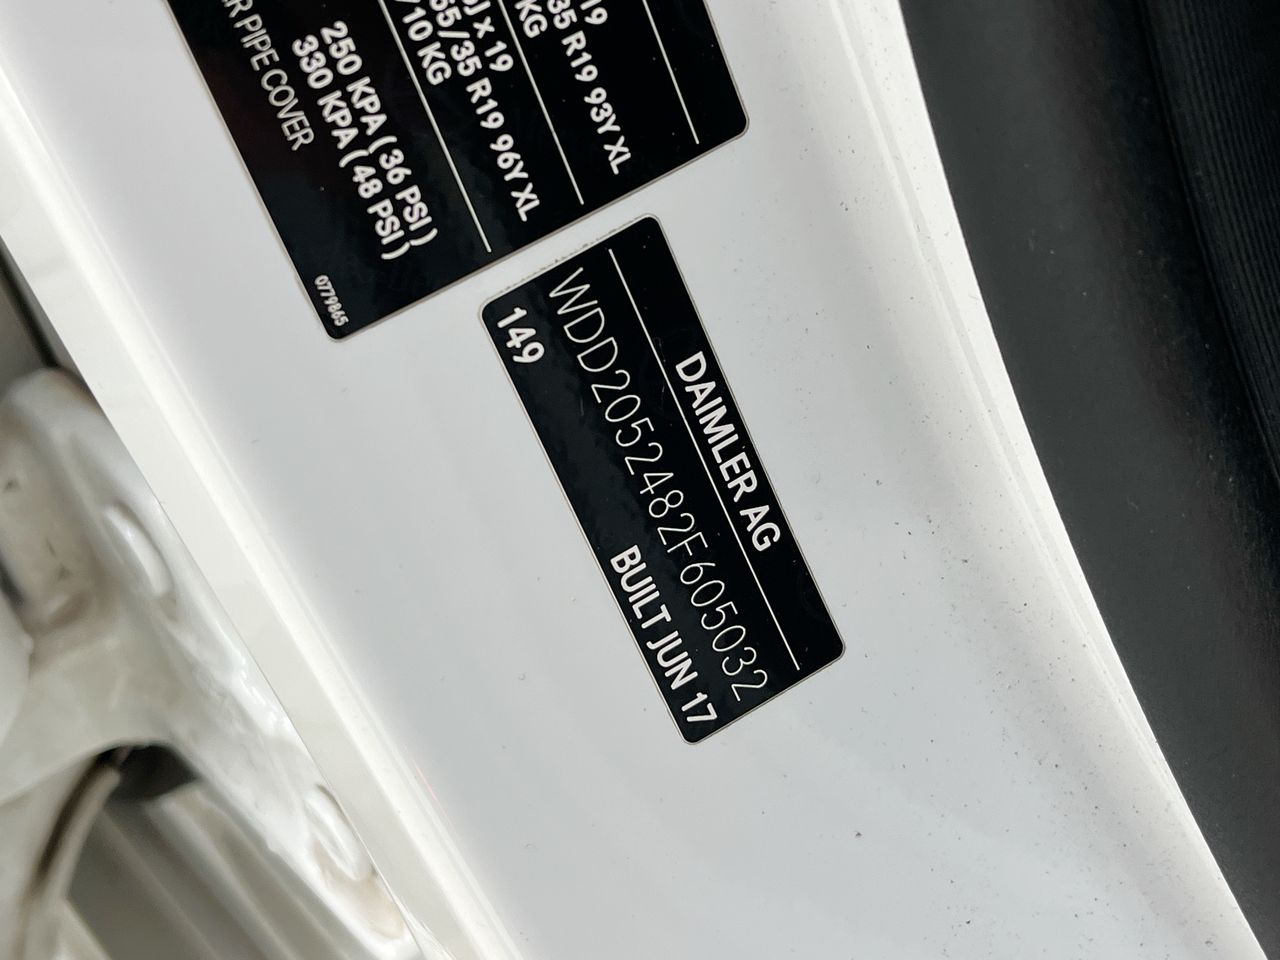 19
35 R19 93Y XL
KG
J x 19
55/35 R19 96Y XL
/10 KG
250 KPA ( 36 PSI )
330 KPA ( 48 PSI )
R PIPE COVER
0779865
DAIMLER AG
WDD2052482F605032
149 BUILT JUN 17